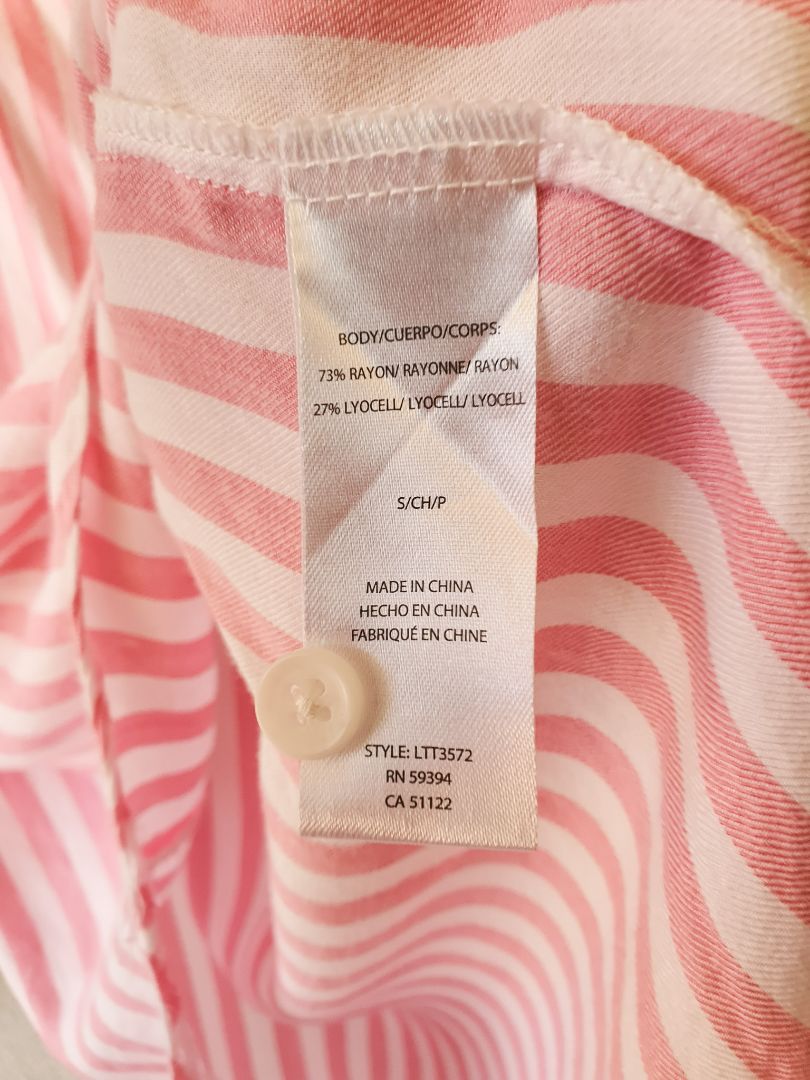 BODY/CUERPO/CORPS:
73% RAYON/ RAYONNE/ RAYON
27% LYOCELL/ LYOCELL/ LYOCELL
S/CH/P
MADE IN CHINA
HECHO EN CHINA
FABRIQUÉ EN CHINE
STYLE: LTT3572
RN 59394
CA 51122